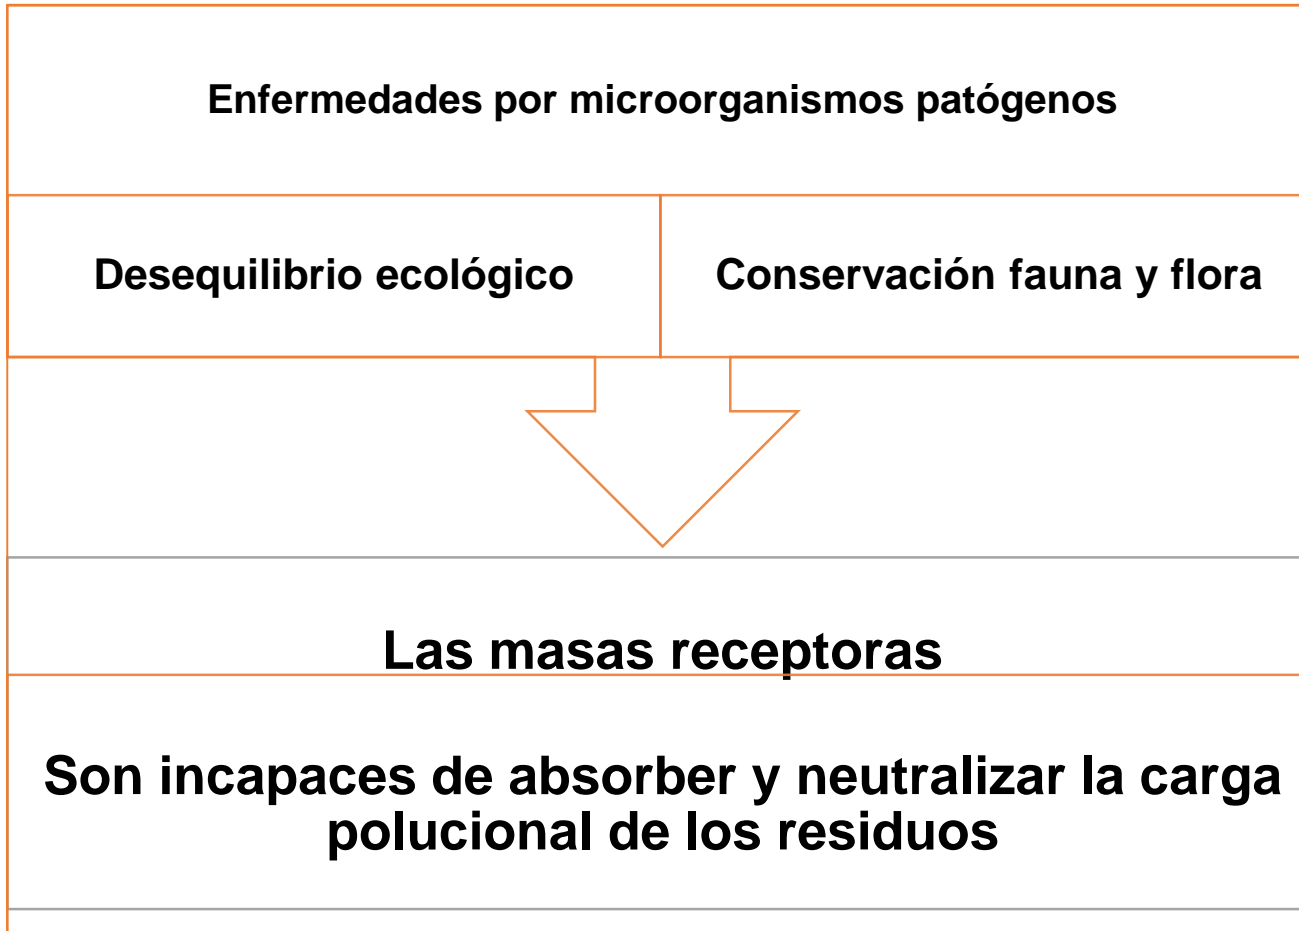 Enfermedades por microorganismos patógenos
Desequilibrio ecológico
Conservación fauna y flora
Las masas receptoras
Son incapaces de absorber y neutralizar la carga
polucional de los residuos